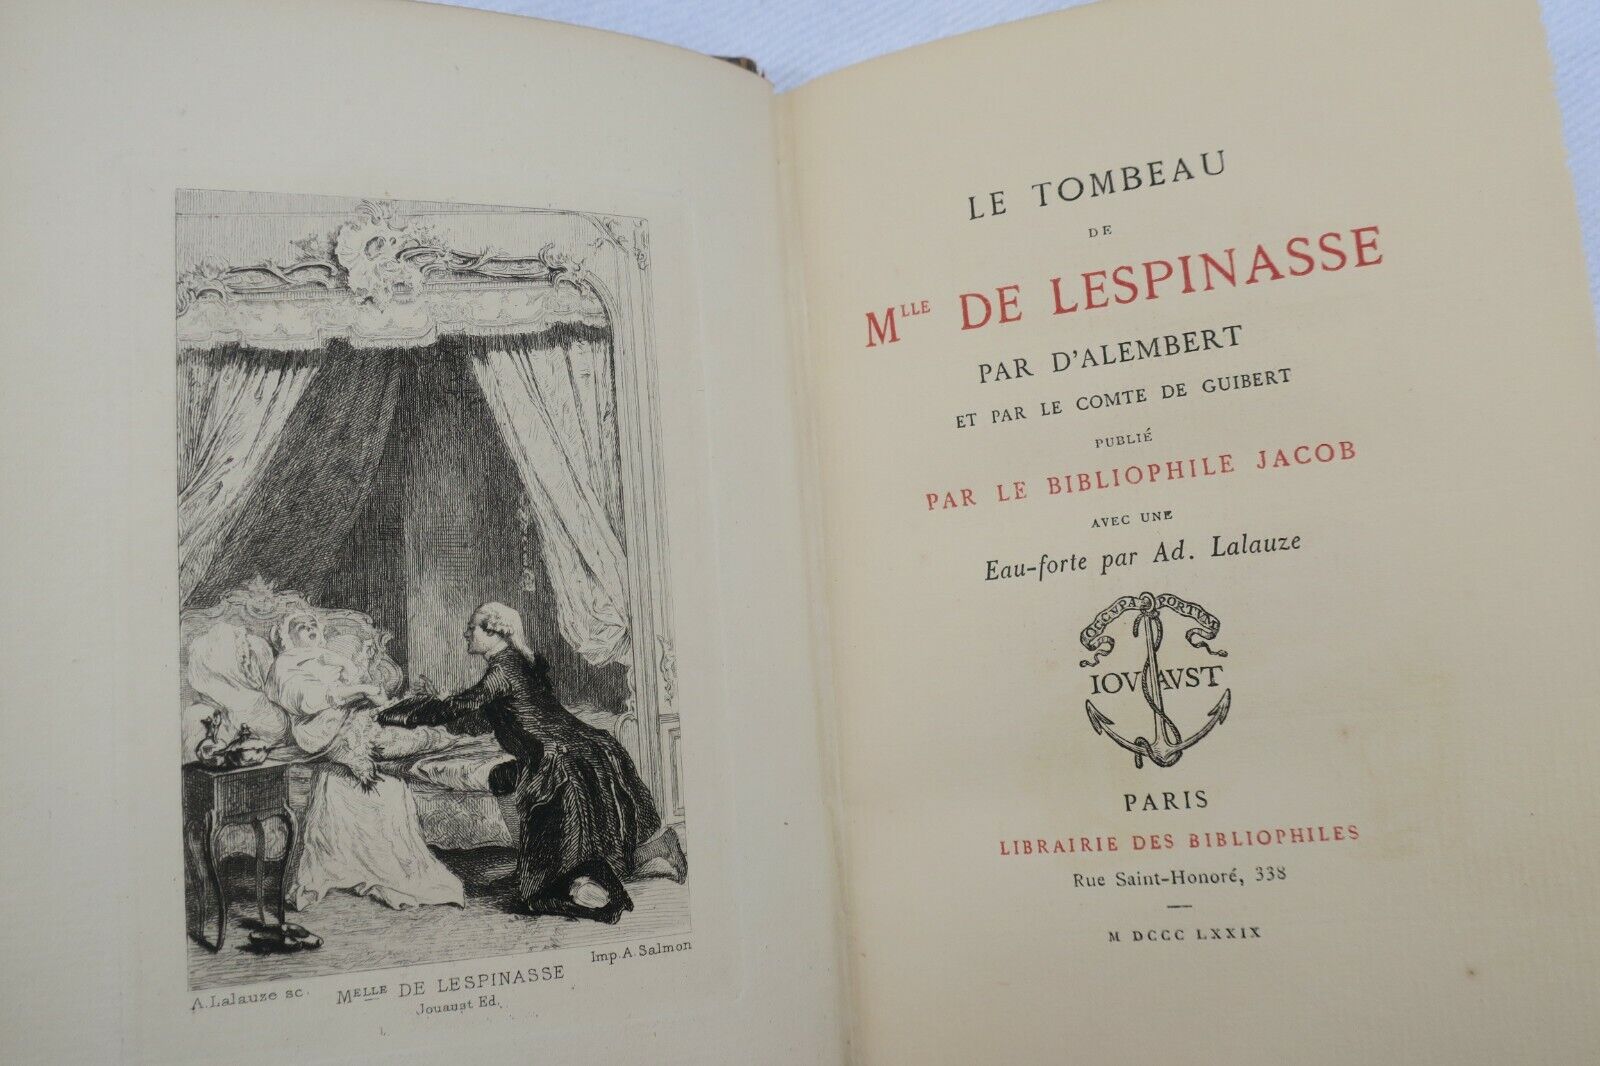 A. Lalauze sc.
Imp. A. Salmon
MELLE DE LESPINASSE
Jouaust Ed.
LE TOMBEAU
DE
MLLE DE LESPINASSE
PAR D'ALEMBERT
ET PAR LE COMTE DE GUIBERT
PUBLIÉ
PAR LE BIBLIOPHILE JACOB
AVEC UNE
Eau-forte par Ad. Lalauze
OCCVPA PORTVM
IOVAVST
PARIS
LIBRAIRIE DES BIBLIOPHILES
Rue Saint-Honoré, 338
M DCCC LXXIX